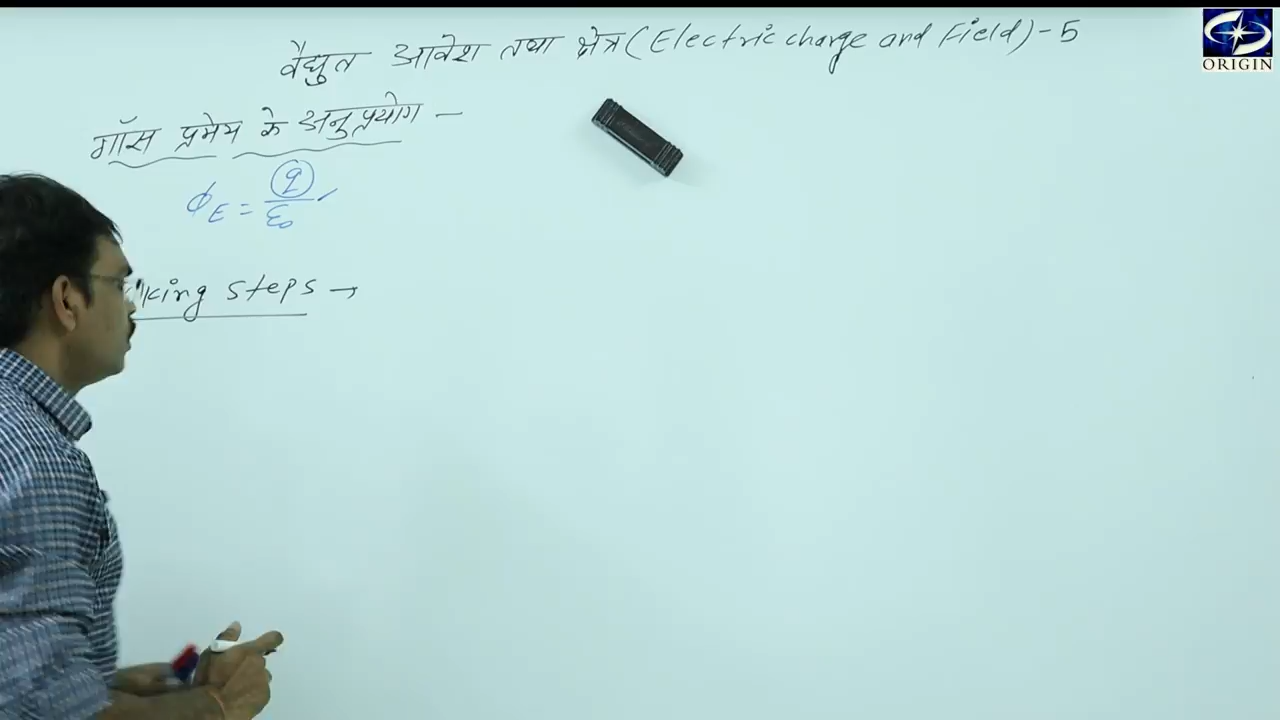 वैद्युत आवेश तथा क्षेत्र (Electric charge and Field) - 5
ORIGIN
गॉस प्रमेय के अनुप्रयोग —
ϕE = q/ε0
king steps →